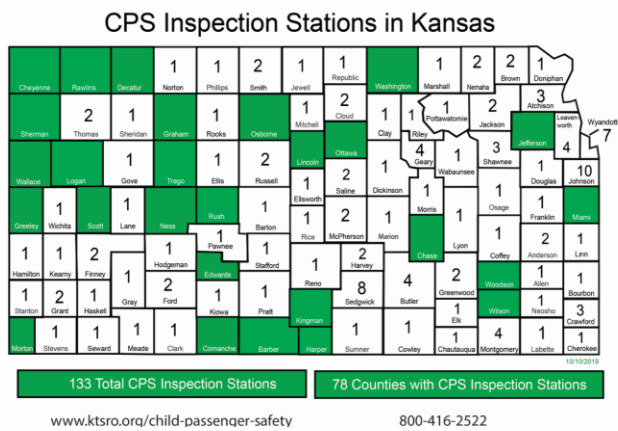 CPS Inspection Stations in Kansas
Cheyenne Rawlins Decatur 1 Norton 1 Phillips 2 Smith 1 Jewell 1 Republic Washington 1 Marshall 2 Nemaha 2 Brown 1 Doniphan
Sherman 2 Thomas 1 Sheridan Graham 1 Rooks Osborne 1 Mitchell 2 Cloud 1 Clay 1 Riley 1 Pottawatomie 2 Jackson 3 Atchison Jefferson Leavenworth 4 Wyandott 7
Wallace Logan 1 Gove Trego 1 Ellis 2 Russell Lincoln Ottawa 2 Saline 1 Dickinson 4 Geary 1 Wabaunsee 3 Shawnee 1 Douglas 10 Johnson
Greeley 1 Wichita Scott 1 Lane Ness Rush 1 Barton 1 Ellsworth 1 Rice 2 McPherson 1 Marion 1 Morris Chase 1 Lyon 1 Osage 1 Coffey 1 Franklin 2 Anderson Miami 1 Linn
1 Hamilton 1 Kearny 2 Finney 1 Hodgeman 1 Pawnee Edwards 1 Stafford 1 Reno 2 Harvey 8 Sedgwick 4 Butler 2 Greenwood Woodson 1 Allen 1 Bourbon
1 Stanton 2 Grant 1 Haskell 1 Gray 2 Ford 1 Kiowa 1 Pratt Kingman 1 Elk Wilson 1 Neosho 3 Crawford
Morton 1 Stevens 1 Seward 1 Meade 1 Clark Comanche Barber Harper 1 Sumner 1 Cowley 1 Chautauqua 4 Montgomery 1 Labette 1 Cherokee
10/10/2019
133 Total CPS Inspection Stations
78 Counties with CPS Inspection Stations
www.ktsro.org/child-passenger-safety
800-416-2522